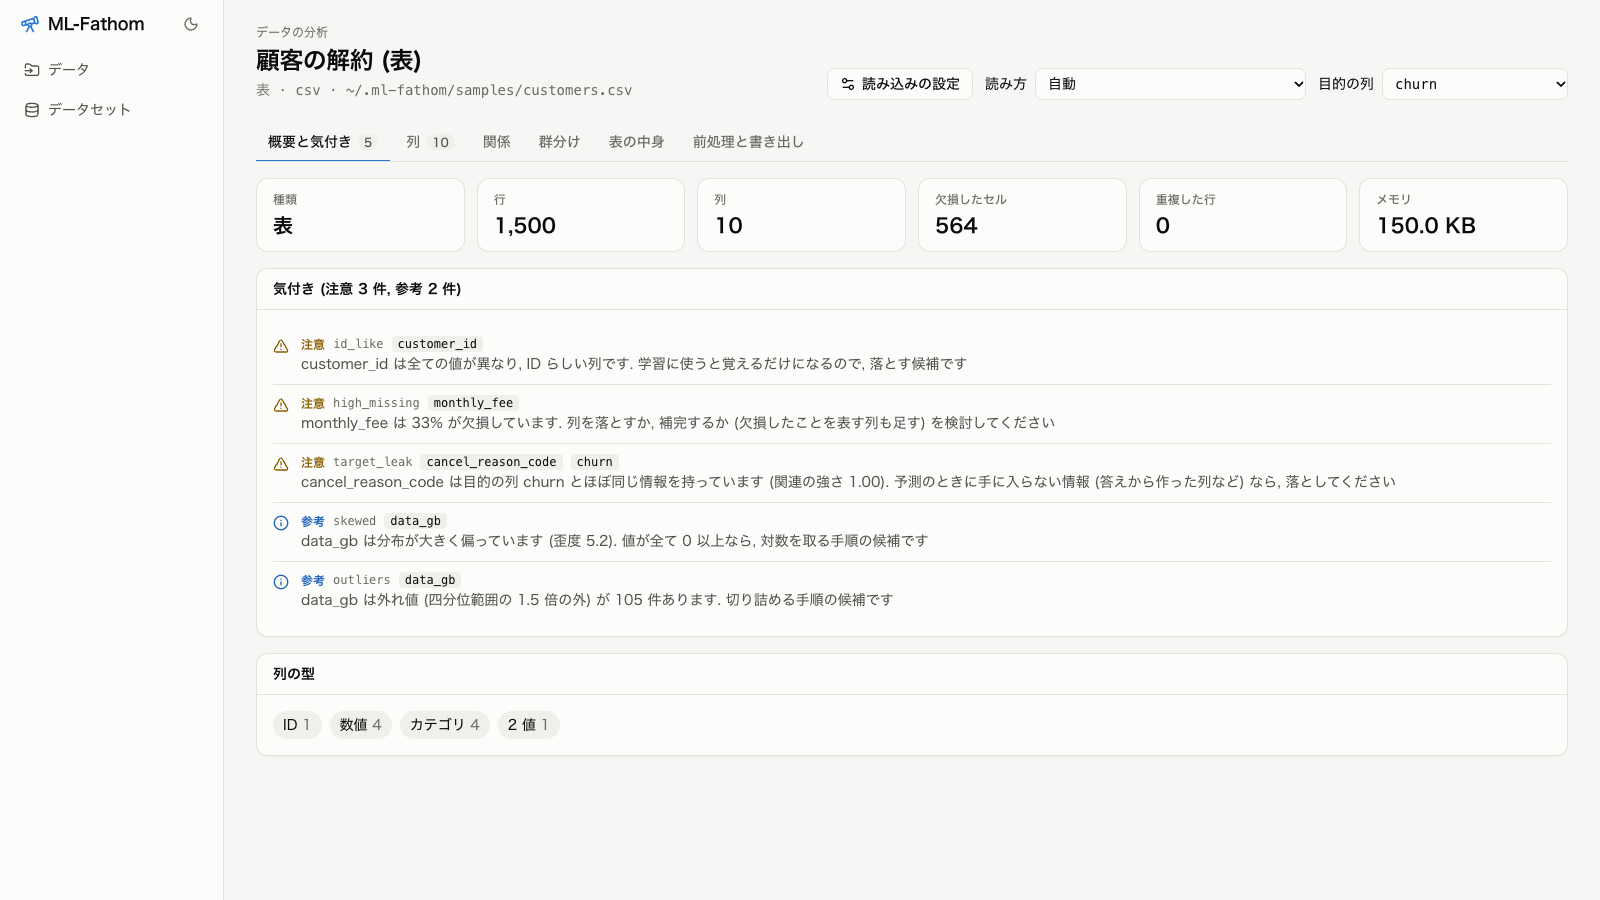 ML-Fathom
データ
データセット
データの分析
顧客の解約 (表)
表 · csv · ~/.ml-fathom/samples/customers.csv
読み込みの設定
読み方
自動
目的の列
churn
概要と気付き 5
列 10
関係
群分け
表の中身
前処理と書き出し
種類
表
行
1,500
列
10
欠損したセル
564
重複した行
0
メモリ
150.0 KB
気付き (注意 3 件, 参考 2 件)
注意 id_like customer_id
customer_id は全ての値が異なり, ID らしい列です. 学習に使うと覚えるだけになるので, 落とす候補です
注意 high_missing monthly_fee
monthly_fee は 33% が欠損しています. 列を落とすか, 補完するか (欠損したことを表す列も足す) を検討してください
注意 target_leak cancel_reason_code churn
cancel_reason_code は目的の列 churn とほぼ同じ情報を持っています (関連の強さ 1.00). 予測のときに手に入らない情報 (答えから作った列など) なら, 落としてください
参考 skewed data_gb
data_gb は分布が大きく偏っています (歪度 5.2). 値が全て 0 以上なら, 対数を取る手順の候補です
参考 outliers data_gb
data_gb は外れ値 (四分位範囲の 1.5 倍の外) が 105 件あります. 切り詰める手順の候補です
列の型
ID 1
数値 4
カテゴリ 4
2 値 1